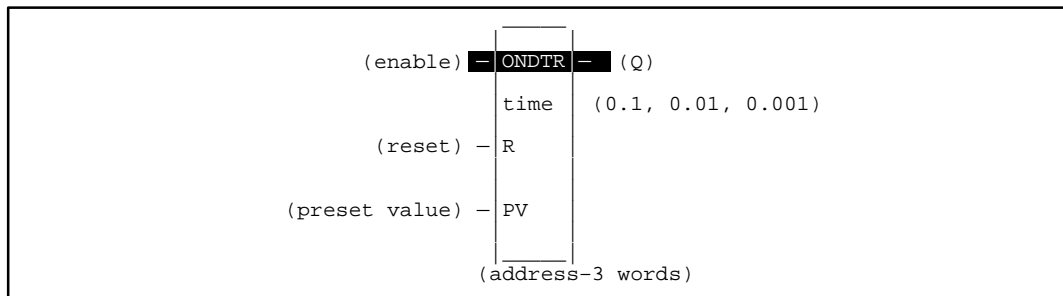 (enable) – ONDTR – (Q)
time (0.1, 0.01, 0.001)
(reset) – R
(preset value) – PV
(address–3 words)